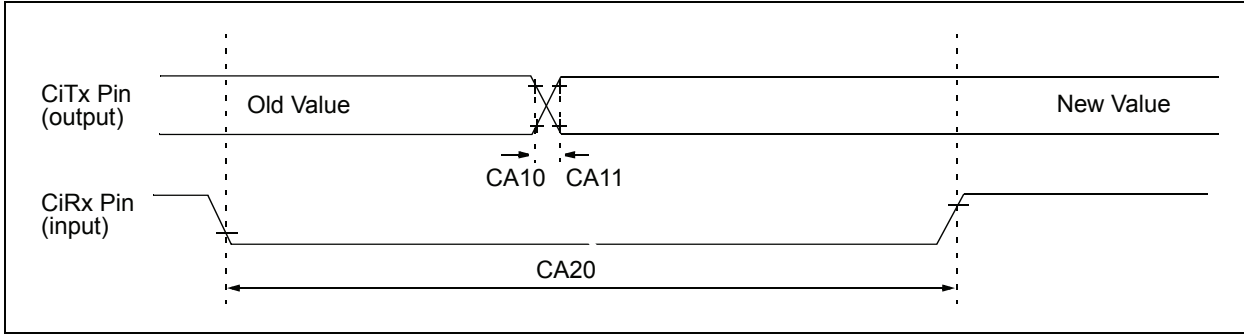 CiTx Pin
(output)
Old Value
New Value
CA10 CA11
CiRx Pin
(input)
CA20